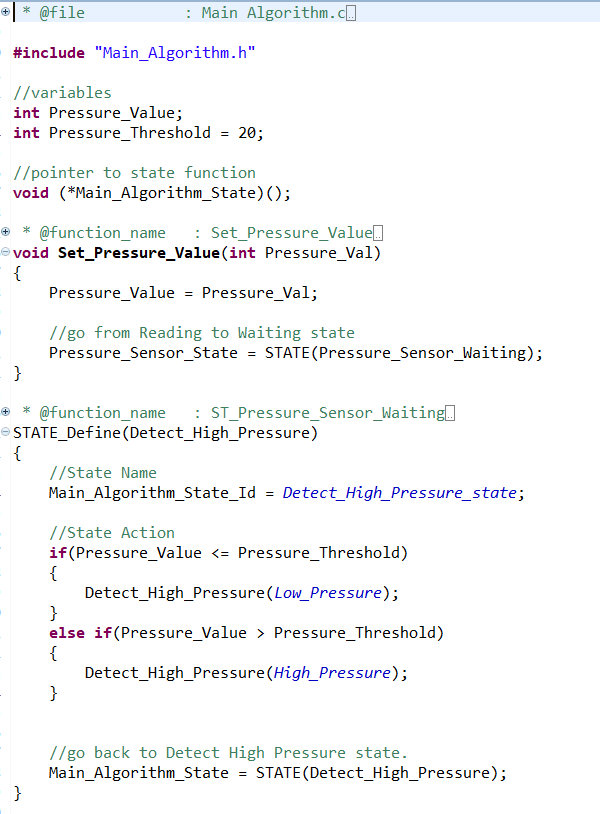 * @file : Main Algorithm.c
#include "Main_Algorithm.h"
//variables
int Pressure_Value;
int Pressure_Threshold = 20;
//pointer to state function
void (*Main_Algorithm_State)();
* @function_name : Set_Pressure_Value
void Set_Pressure_Value(int Pressure_Val)
{
Pressure_Value = Pressure_Val;
//go from Reading to Waiting state
Pressure_Sensor_State = STATE(Pressure_Sensor_Waiting);
}
* @function_name : ST_Pressure_Sensor_Waiting
STATE_Define(Detect_High_Pressure)
{
//State Name
Main_Algorithm_State_Id = Detect_High_Pressure_state;
//State Action
if(Pressure_Value <= Pressure_Threshold)
{
Detect_High_Pressure(Low_Pressure);
}
else if(Pressure_Value > Pressure_Threshold)
{
Detect_High_Pressure(High_Pressure);
}
//go back to Detect High Pressure state.
Main_Algorithm_State = STATE(Detect_High_Pressure);
}